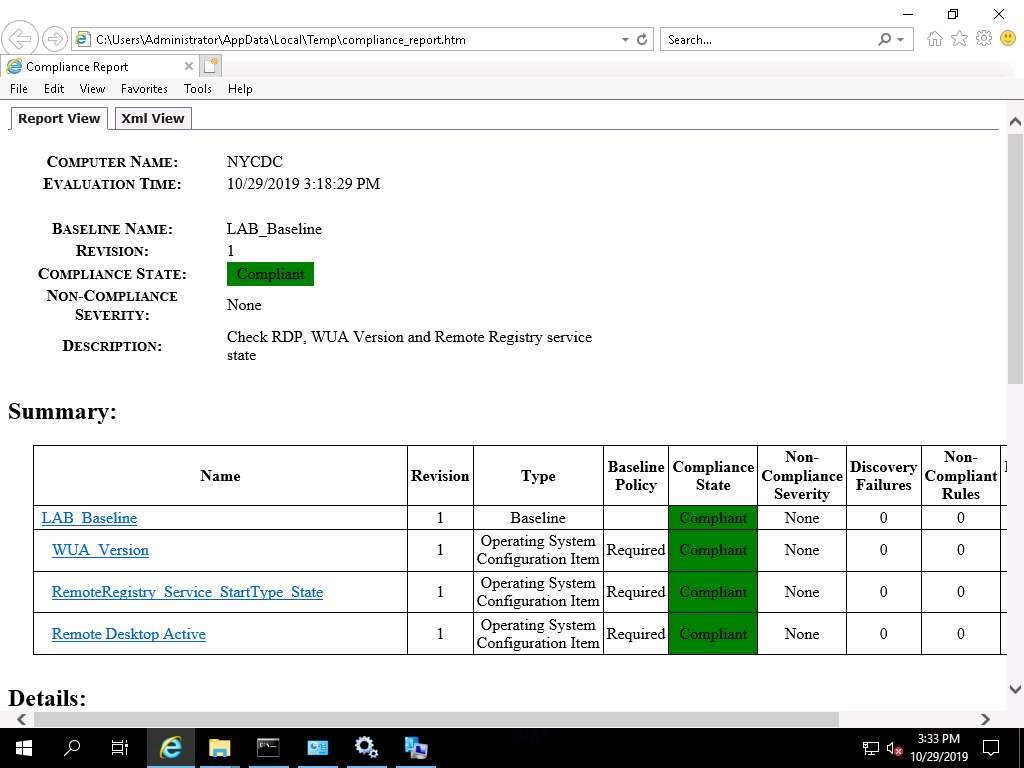 C:\Users\Administrator\AppData\Local\Temp\compliance_report.htm
Search...
Compliance Report
File Edit View Favorites Tools Help
Report View Xml View
COMPUTER NAME: NYCDC
EVALUATION TIME: 10/29/2019 3:18:29 PM
BASELINE NAME: LAB_Baseline
REVISION: 1
COMPLIANCE STATE: Compliant
NON-COMPLIANCE
SEVERITY: None
DESCRIPTION: Check RDP, WUA Version and Remote Registry service
state
Summary:
Name Revision Type Baseline Policy Compliance State Non-Compliance Severity Discovery Failures Non-Compliant Rules
LAB_Baseline 1 Baseline Compliant None 0 0
WUA_Version 1 Operating System Configuration Item Required Compliant None 0 0
RemoteRegistry_Service_StartType_State 1 Operating System Configuration Item Required Compliant None 0 0
Remote Desktop Active 1 Operating System Configuration Item Required Compliant None 0 0
Details:
3:33 PM
10/29/2019